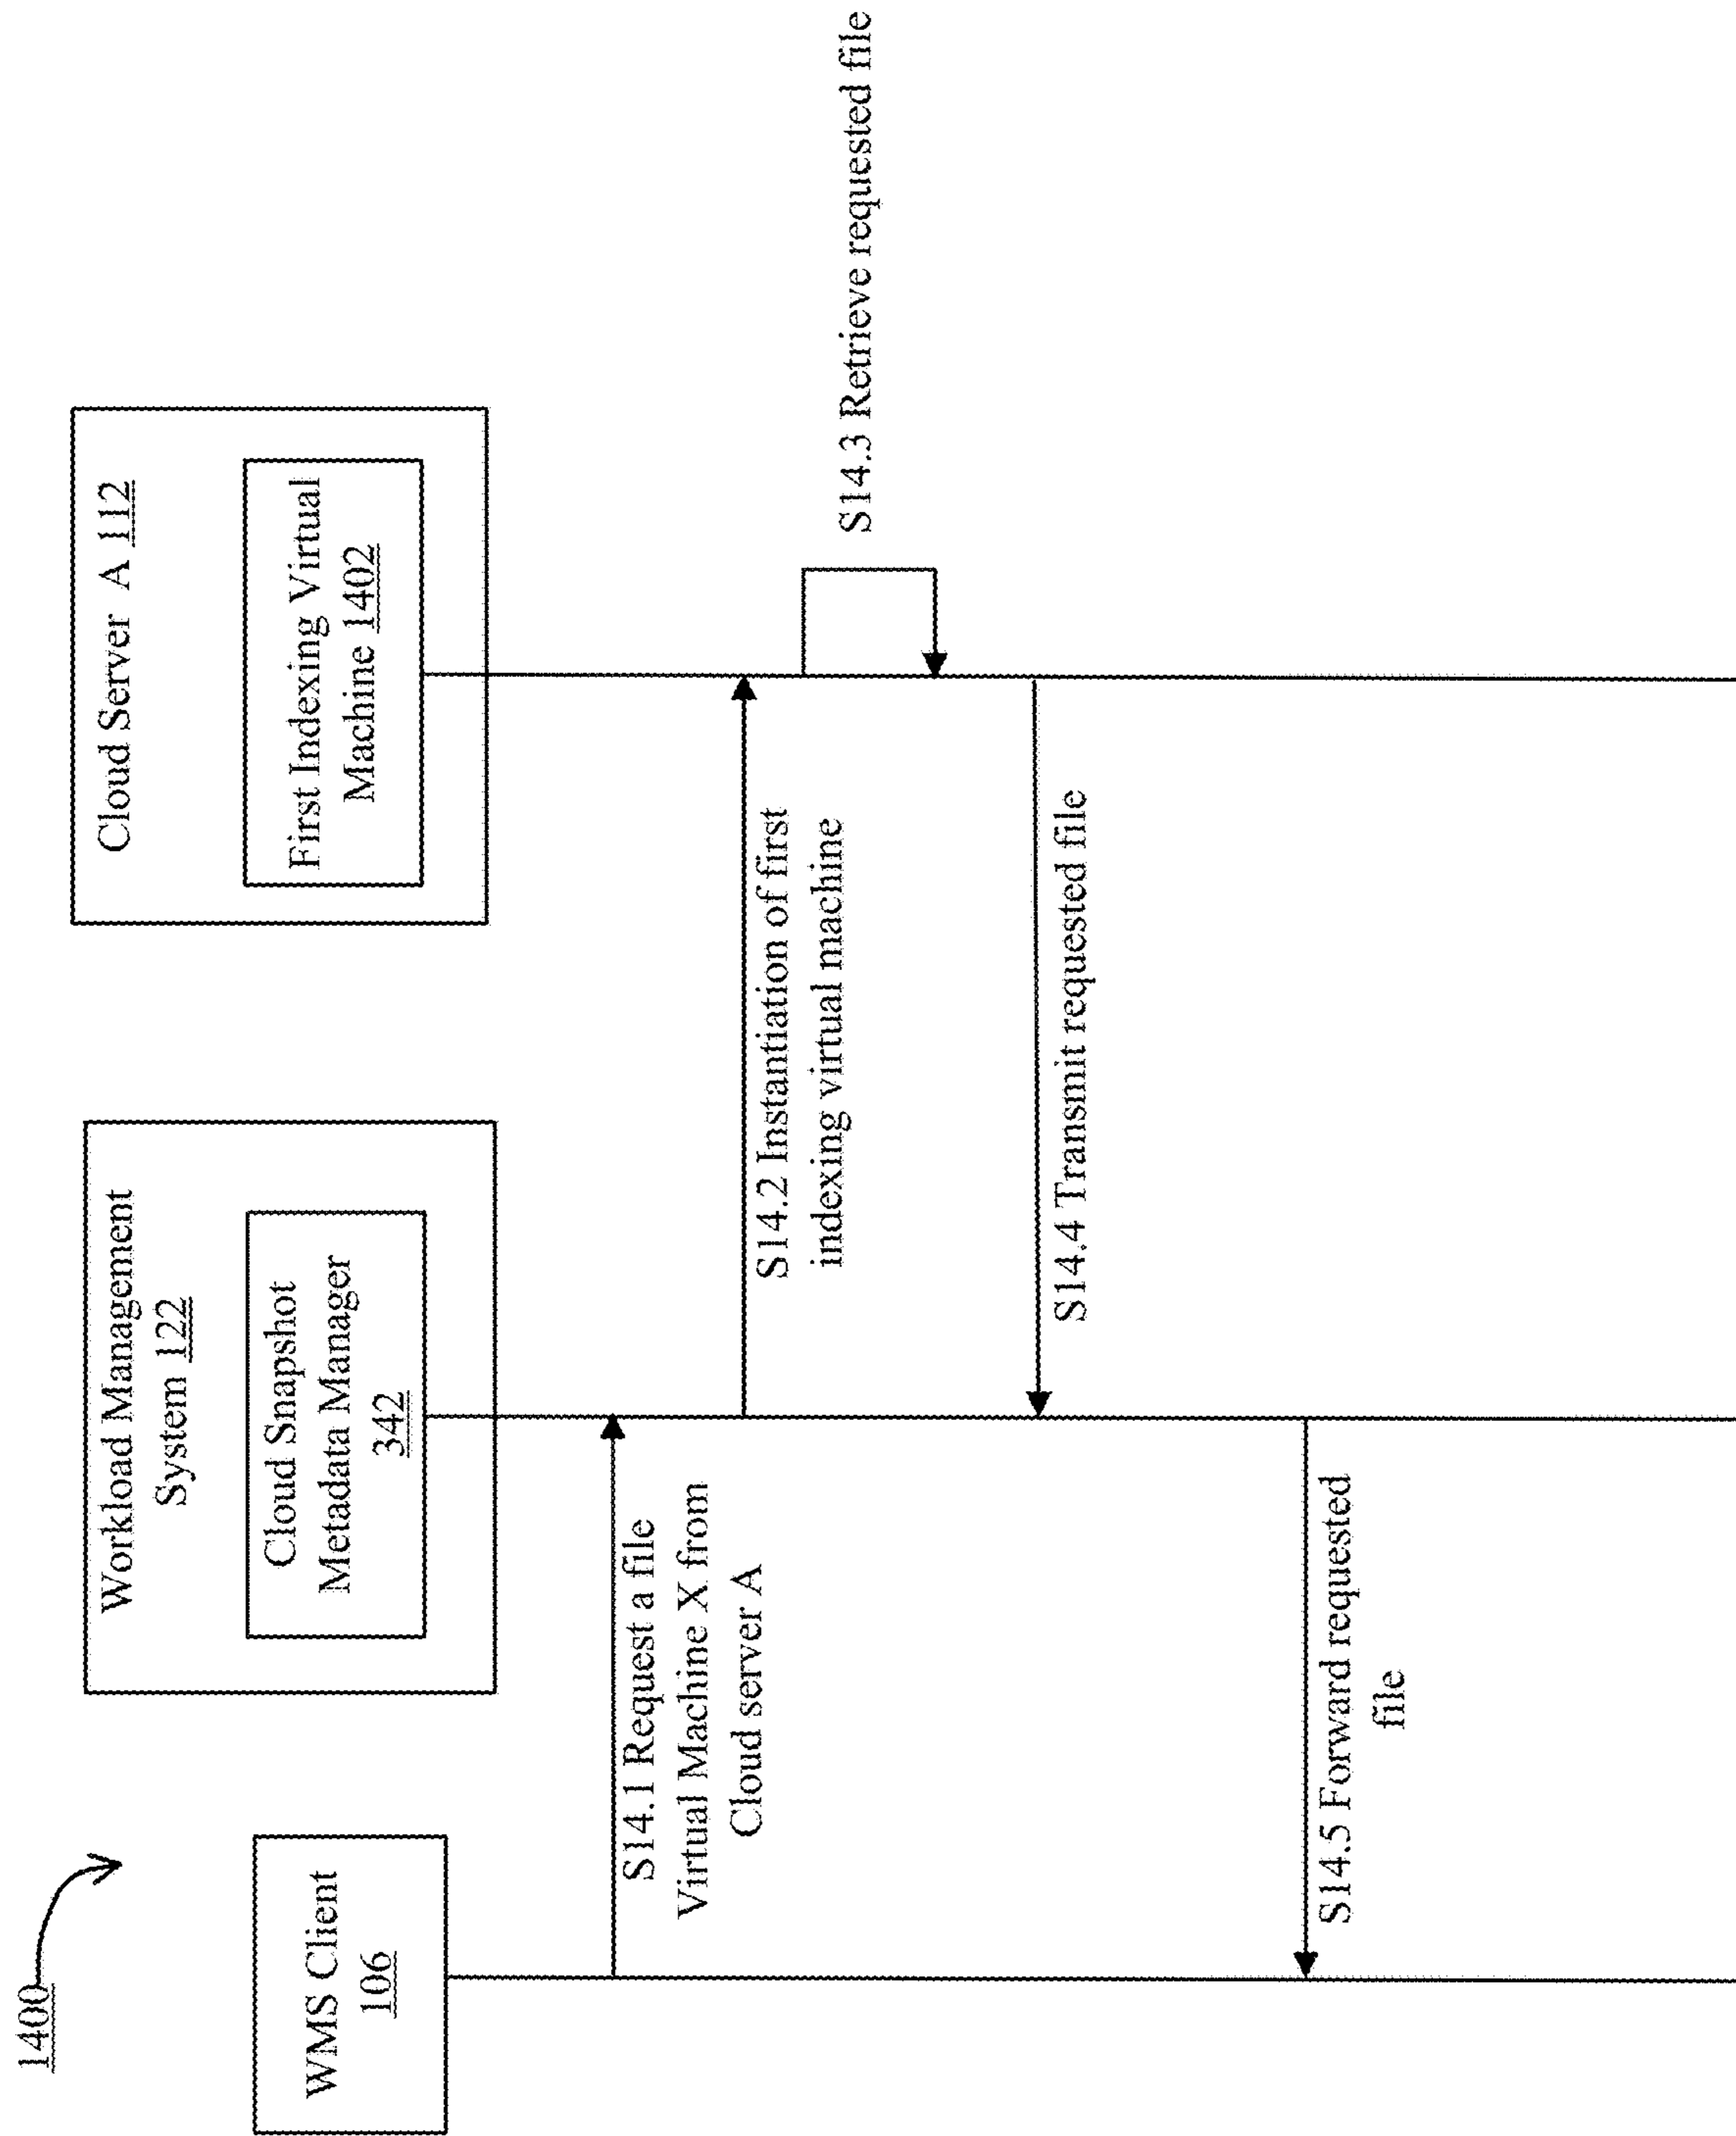 1400
WMS Client
106
Workload Management
System 122
Cloud Snapshot
Metadata Manager
342
Cloud Server A 112
First Indexing Virtual
Machine 1402
S14.1 Request a file
Virtual Machine X from
Cloud server A
S14.2 Instantiation of first
indexing virtual machine
S14.3 Retrieve requested file
S14.4 Transmit requested file
S14.5 Forward requested
file